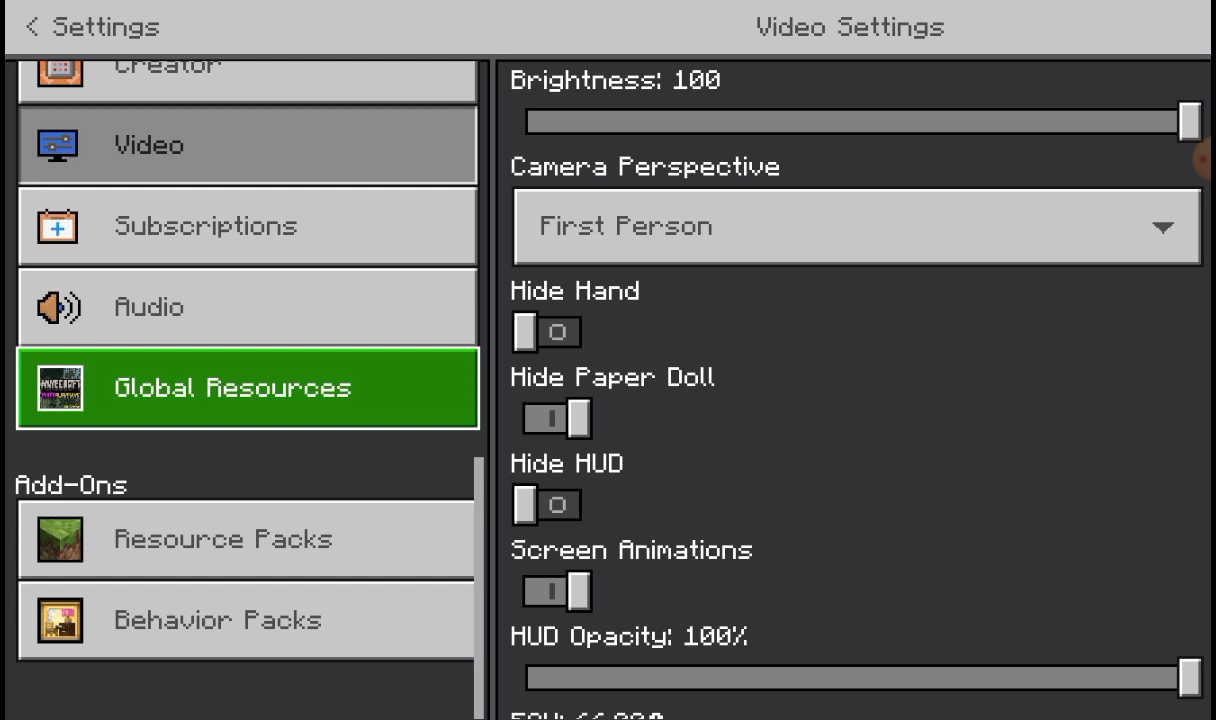 < Settings
Video Settings
Creator
Video
Subscriptions
Audio
Global Resources
Add-Ons
Resource Packs
Behavior Packs
Brightness: 100
Camera Perspective
First Person
Hide Hand
Hide Paper Doll
Hide HUD
Screen Animations
HUD Opacity: 100%